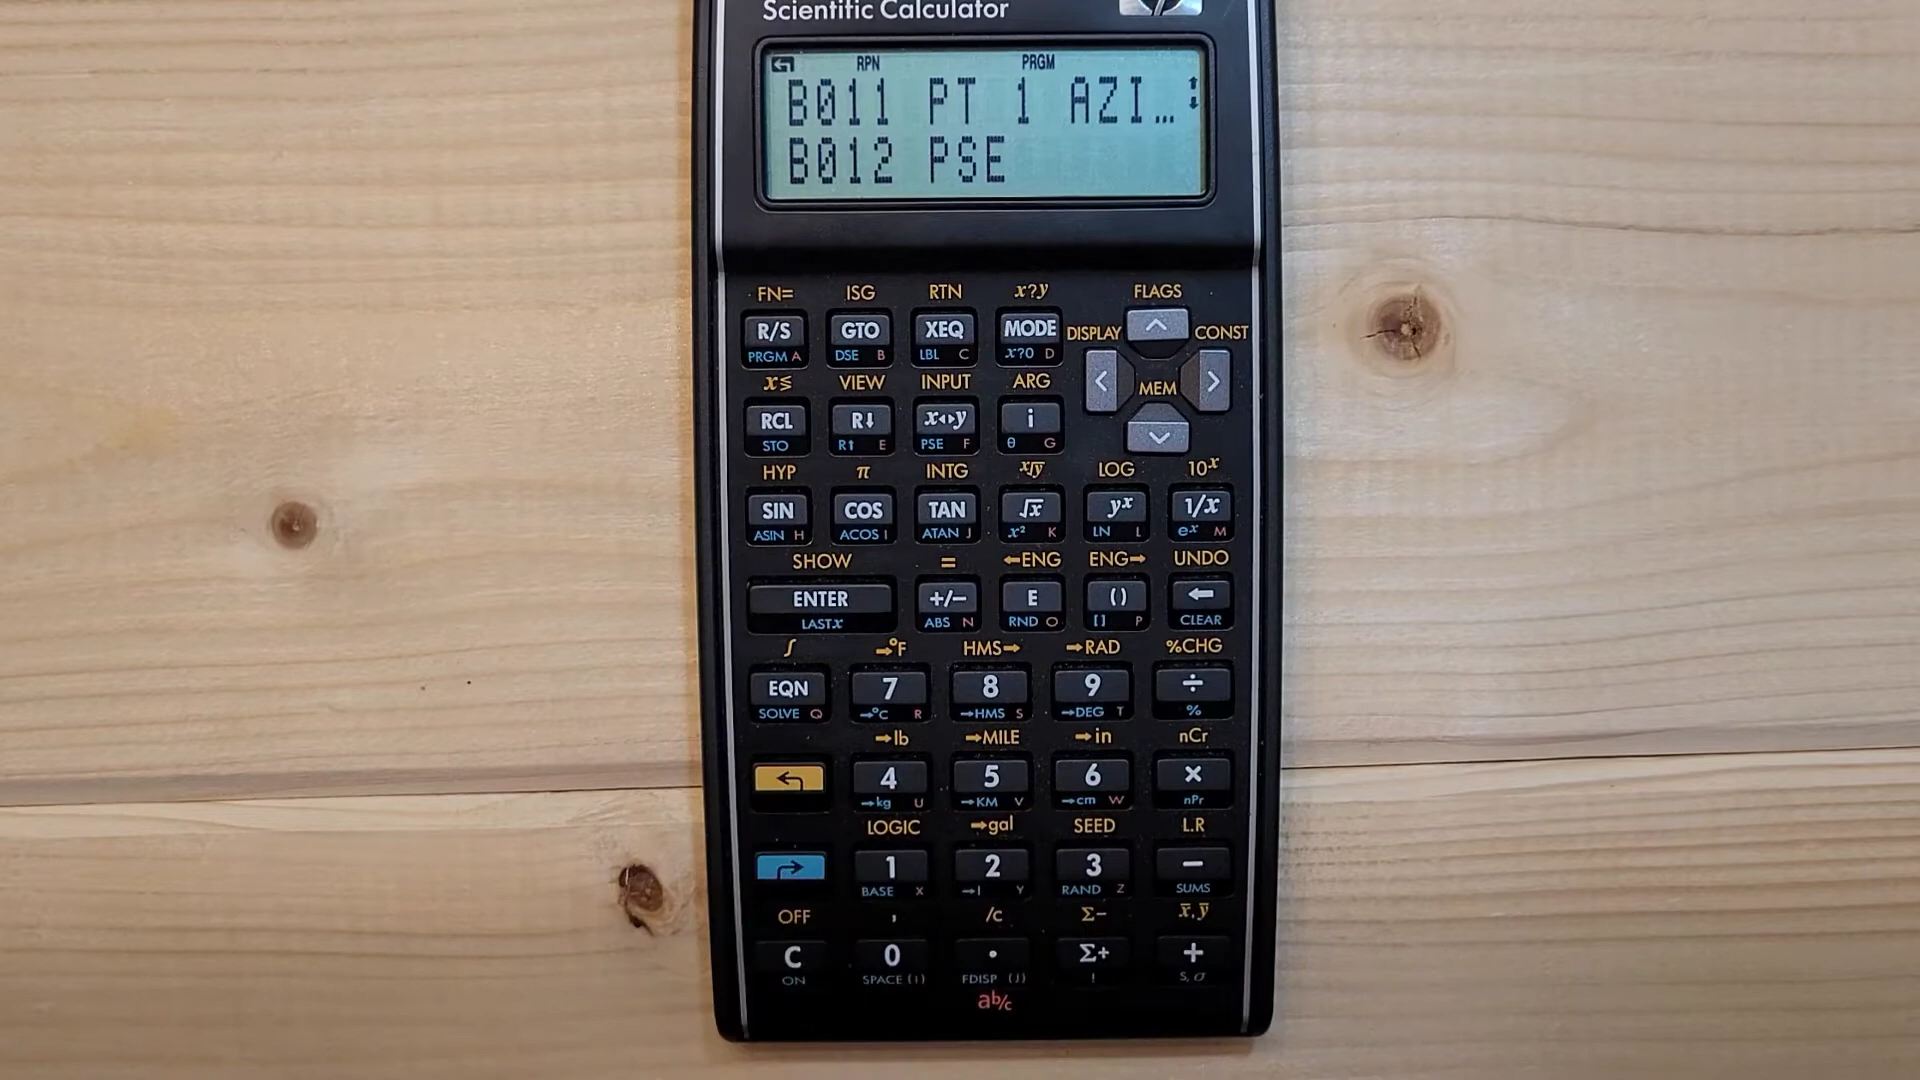 Scientific Calculator
RPN PRGM
B011 PT 1 AZI...
B012 PSE
FN= ISG RTN x?y FLAGS
R/S GTO XEQ MODE DISPLAY CONST
PRGM A DSE B LBL C x?0 D
x≶ VIEW INPUT ARG MEM
RCL R↓ x↔y i
STO R↑ E PSE F θ G
HYP π INTG x√y LOG 10ˣ
SIN COS TAN √x yˣ 1/x
ASIN H ACOS I ATAN J x² K LN L eˣ M
SHOW = ←ENG ENG→ UNDO
ENTER +/− E () ←
LASTx ABS N RND O [] P CLEAR
∫ →°F HMS→ →RAD %CHG
EQN 7 8 9 ÷
SOLVE Q →°C R →HMS S →DEG T %
→lb →MILE →in nCr
4 5 6 ×
→kg U →KM V →cm W nPr
LOGIC →gal SEED L.R
1 2 3 −
BASE X →l Y RAND Z SUMS
OFF , /c Σ− x̄,ȳ
C 0 . Σ+ +
ON SPACE (I) FDISP (J) ! S,σ
ab/c